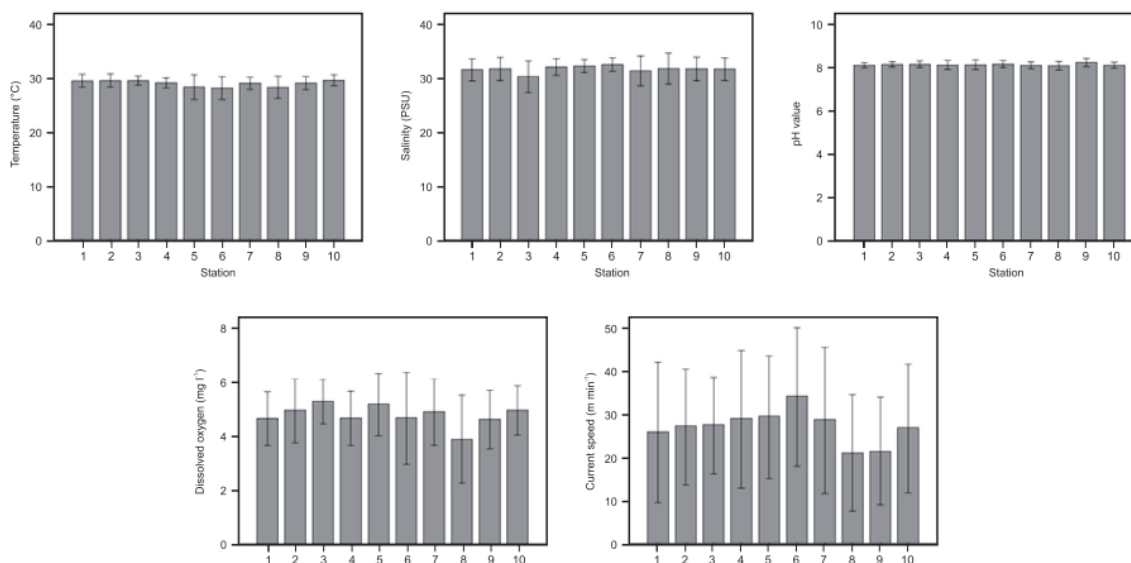 Temperature (°C)
40
30
20
10
0
1 2 3 4 5 6 7 8 9 10
Station
Salinity (PSU)
40
30
20
10
0
1 2 3 4 5 6 7 8 9 10
Station
pH value
10
8
6
4
2
0
1 2 3 4 5 6 7 8 9 10
Station
Dissolved oxygen (mg l⁻¹)
8
6
4
2
0
1 2 3 4 5 6 7 8 9 10
Current speed (m min⁻¹)
50
40
30
20
10
0
1 2 3 4 5 6 7 8 9 10